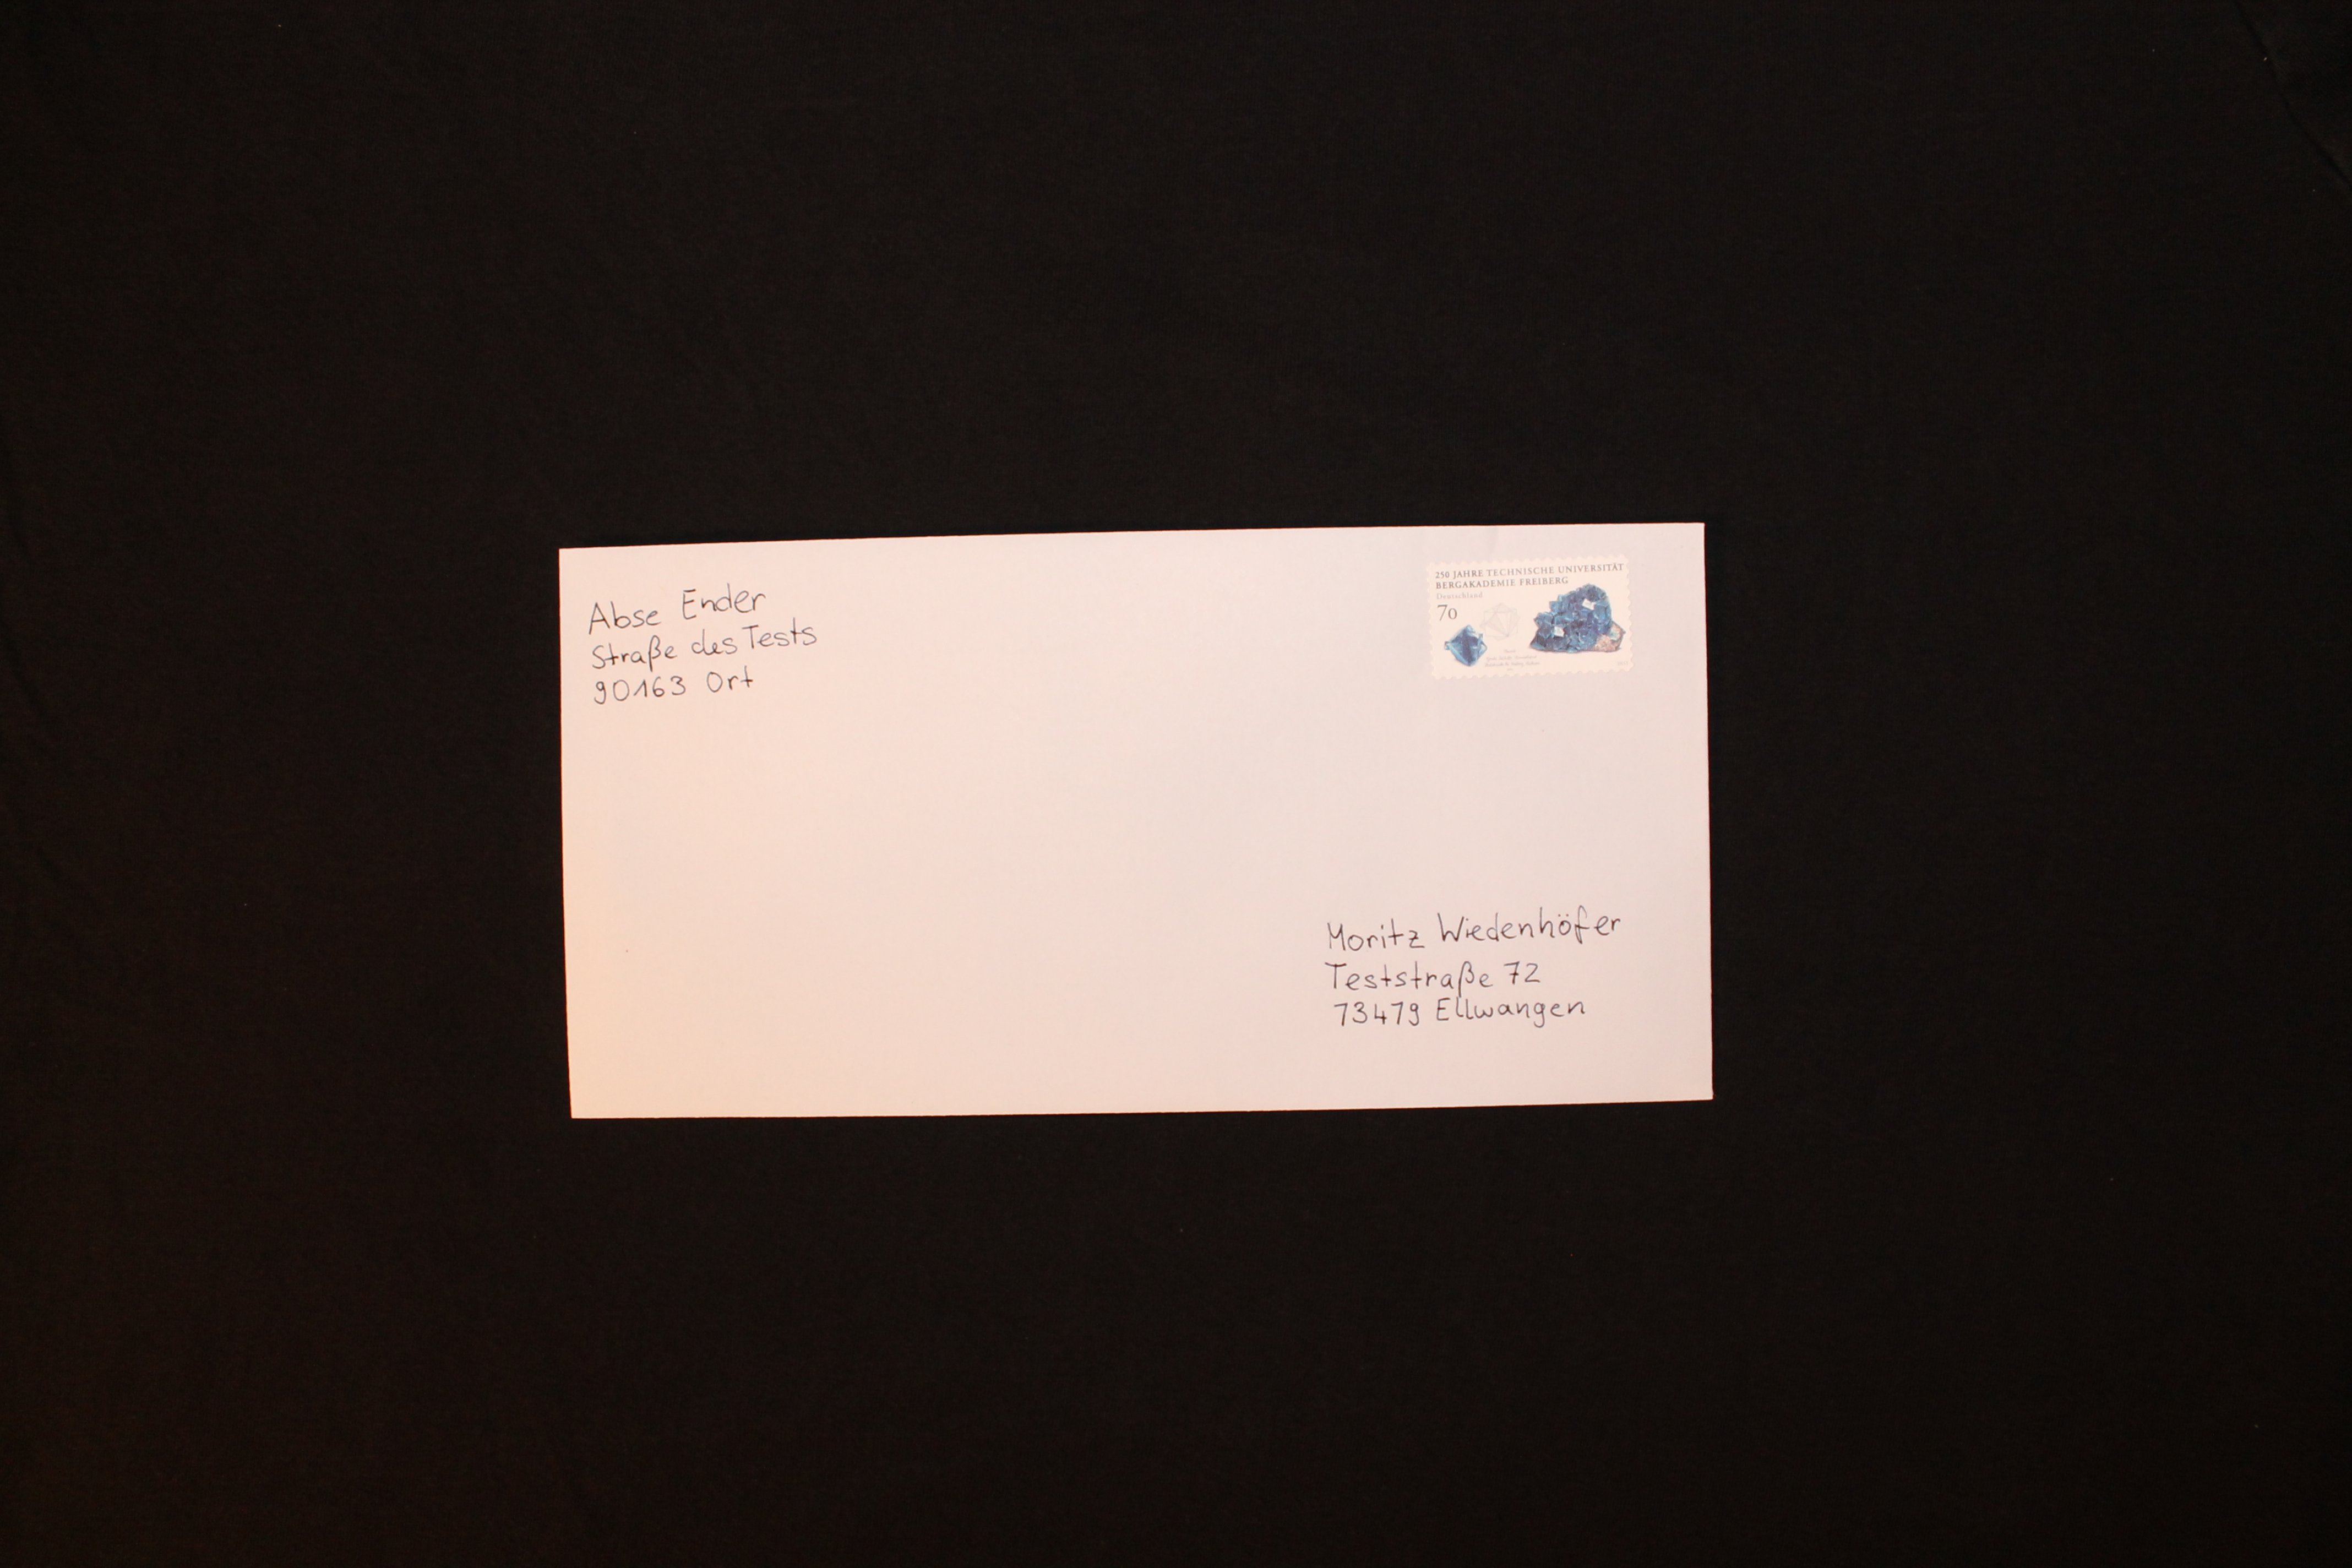 Abse Ender
Straße des Tests
90163 Ort
250 JAHRE TECHNISCHE UNIVERSITÄT
BERGAKADEMIE FREIBERG
Deutschland
70
Moritz Wiedenhöfer
Teststraße 72
73479 Ellwangen